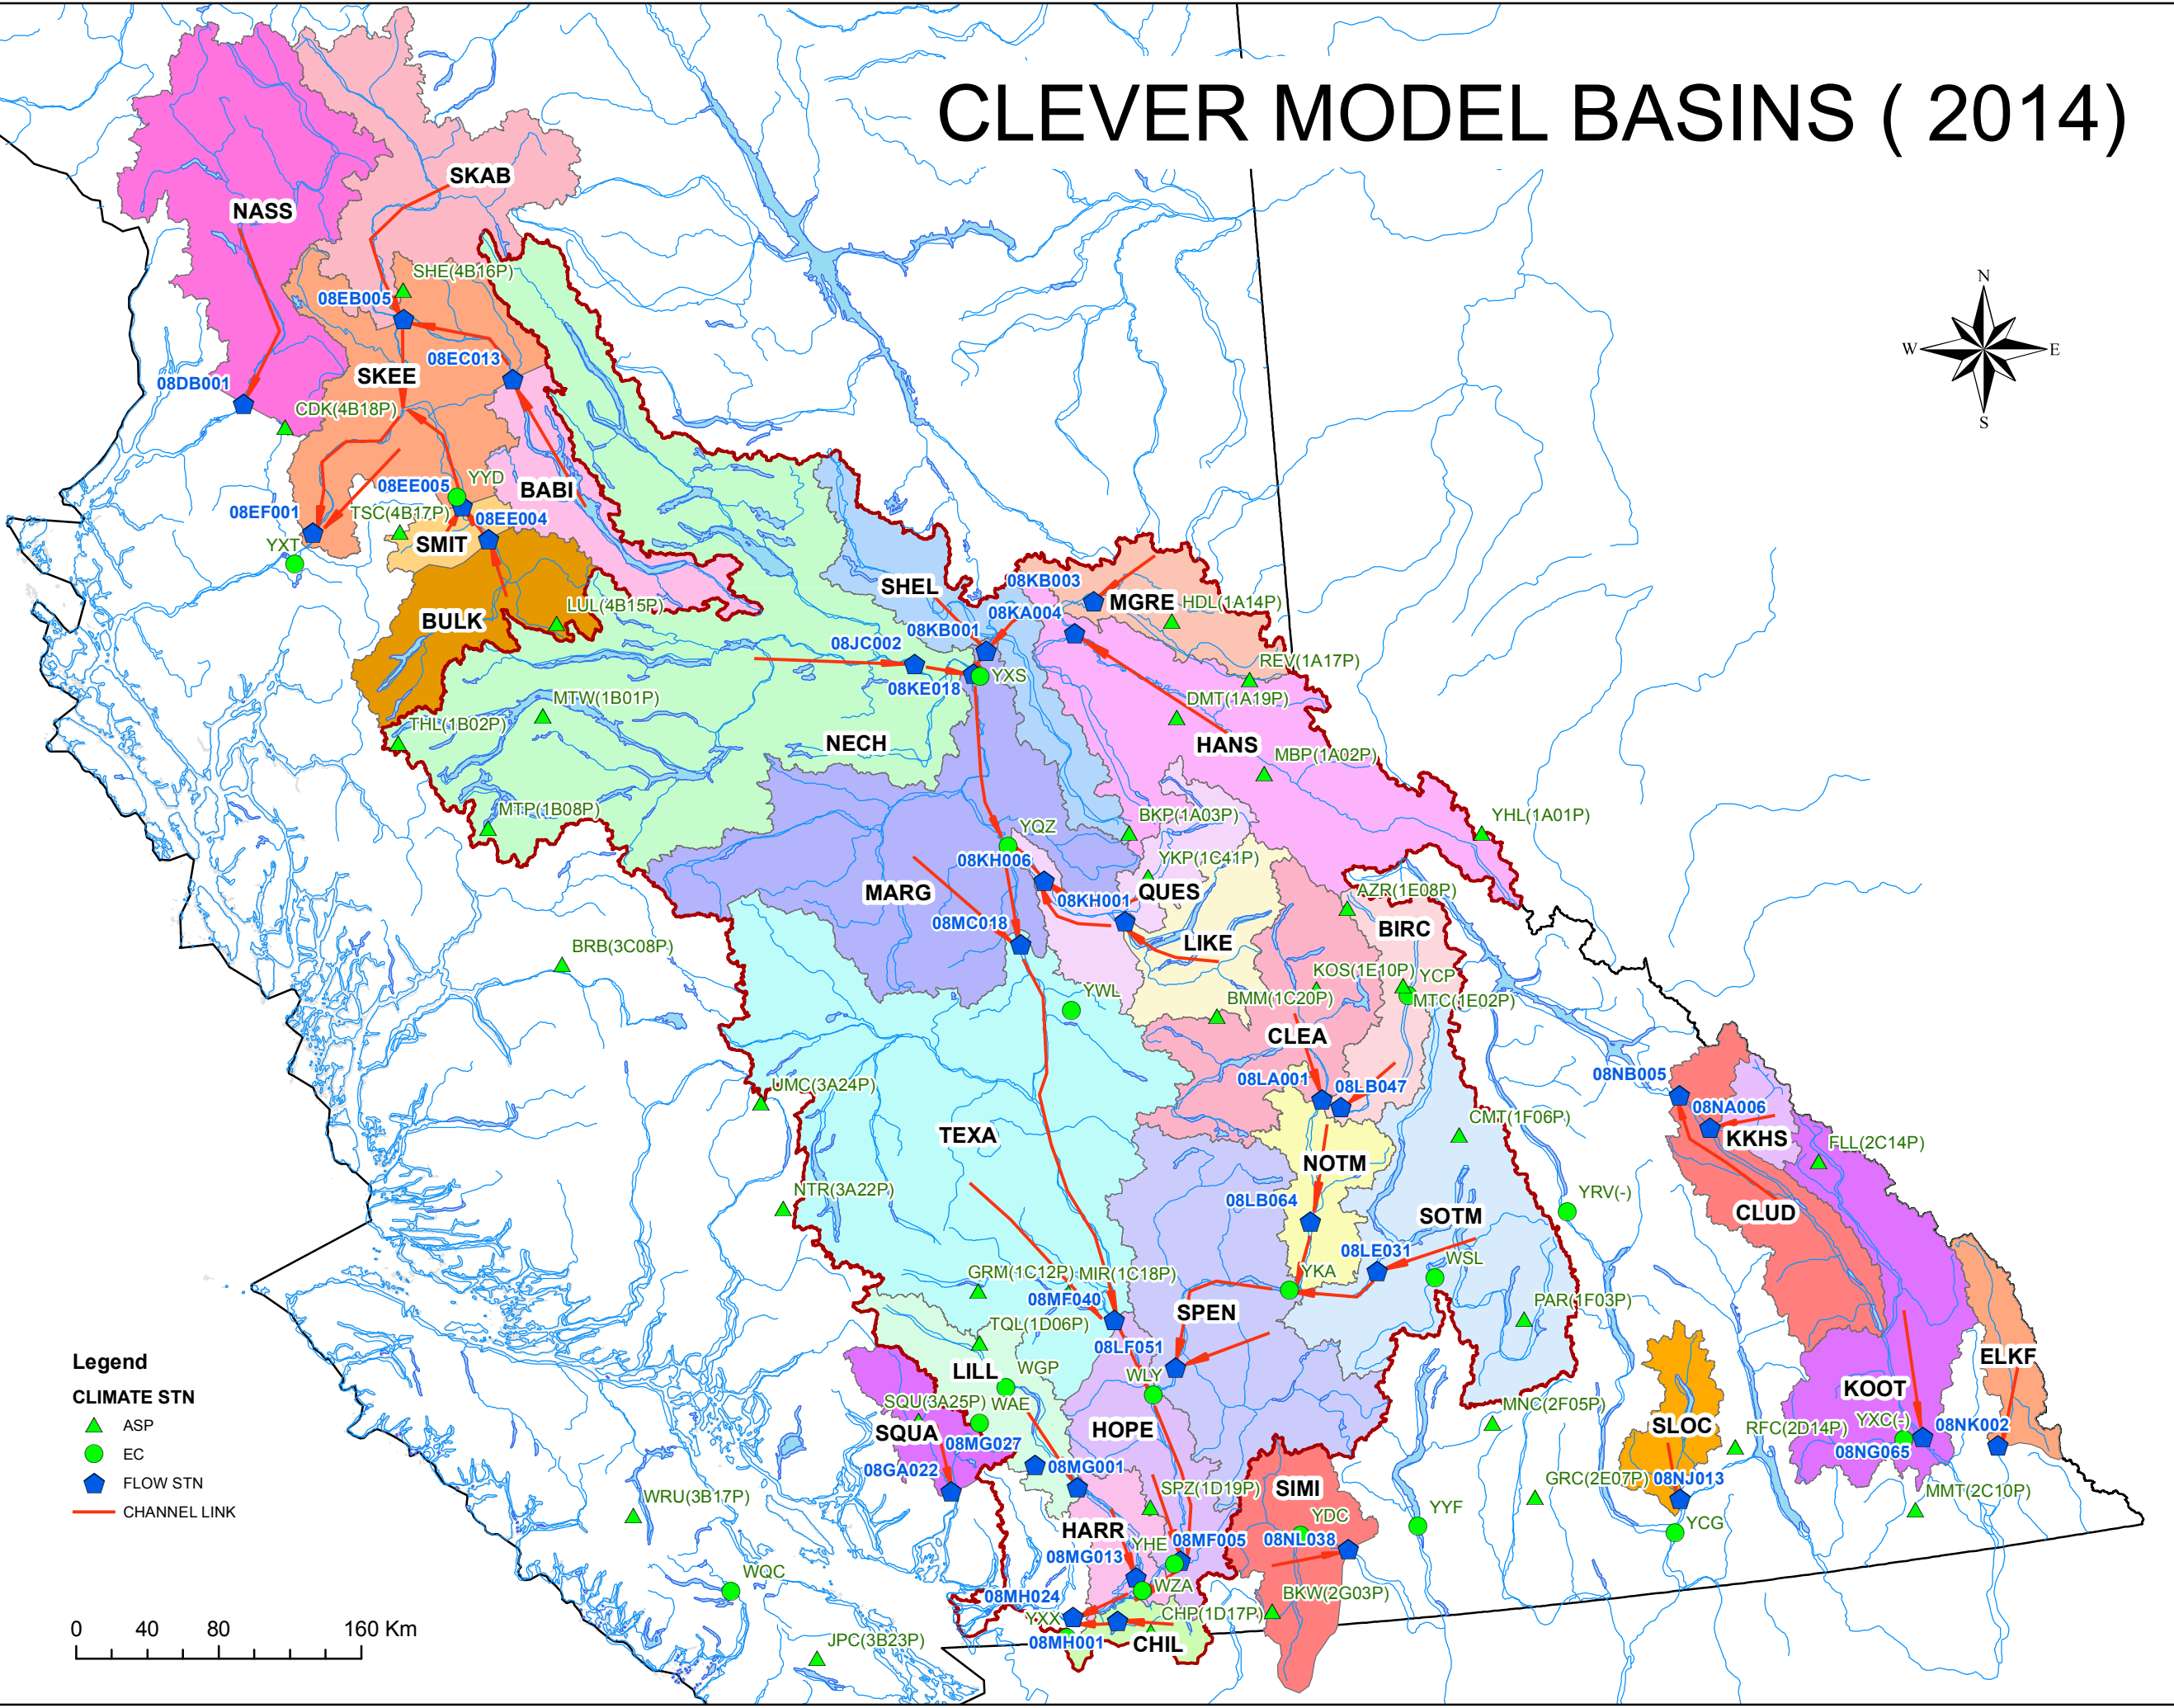 CLEVER MODEL BASINS ( 2014)
SKAB
NASS
N
W
E
S
SHE(4B16P)
08EB005
08EC013
SKEE
08DB001
CDK(4B18P)
YYD
08EE005
BABI
08EF001
TSC(4B17P)
08EE004
YXT
SMIT
SHEL
08KB003
MGRE
HDL(1A14P)
LUL(4B15P)
08KA004
BULK
08KB001
08JC002
REV(1A17P)
YXS
08KE018
MTW(1B01P)
DMT(1A19P)
THL(1B02P)
NECH
HANS
MBP(1A02P)
MTP(1B08P)
BKP(1A03P)
YHL(1A01P)
YQZ
08KH006
YKP(1C41P)
MARG
QUES
AZR(1E08P)
08KH001
08MC018
BIRC
LIKE
BRB(3C08P)
KOS(1E10P)
YCP
YWL
BMM(1C20P)
MTC(1E02P)
CLEA
08NB005
UMC(3A24P)
08LA001
08LB047
08NA006
CMT(1F06P)
TEXA
KKHS
FLL(2C14P)
NOTM
NTR(3A22P)
08LB064
YRV(-)
SOTM
CLUD
08LE031
WSL
GRM(1C12P)
MIR(1C18P)
YKA
08MF040
SPEN
PAR(1F03P)
TQL(1D06P)
08LF051
Legend
ELKF
LILL
WGP
WLY
CLIMATE STN
KOOT
SQU(3A25P)
WAE
MNC(2F05P)
ASP
SQUA
08MG027
HOPE
SLOC
RFC(2D14P)
YXC(-)
08NK002
EC
08NG065
08GA022
08MG001
FLOW STN
GRC(2E07P)
08NJ013
SPZ(1D19P)
SIMI
MMT(2C10P)
WRU(3B17P)
CHANNEL LINK
YDC
YYF
YCG
HARR
YHE
08MF005
08NL038
08MG013
WQC
WZA
08MH024
BKW(2G03P)
YXX
CHP(1D17P)
0 40 80 160 Km
JPC(3B23P)
08MH001
CHIL